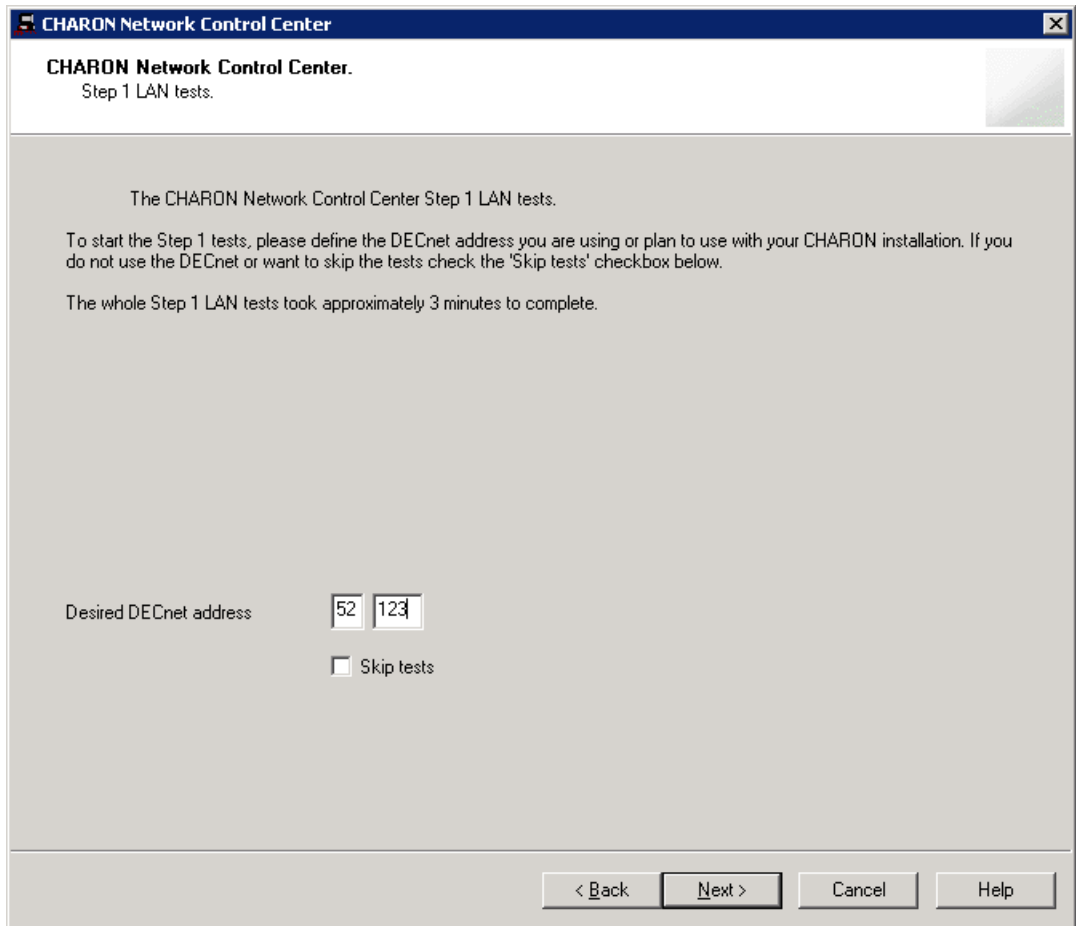 CHARON Network Control Center
CHARON Network Control Center.
Step 1 LAN tests.
The CHARON Network Control Center Step 1 LAN tests.
To start the Step 1 tests, please define the DECnet address you are using or plan to use with your CHARON installation. If you
do not use the DECnet or want to skip the tests check the 'Skip tests' checkbox below.
The whole Step 1 LAN tests took approximately 3 minutes to complete.
Desired DECnet address 52 123
Skip tests
< Back Next > Cancel Help